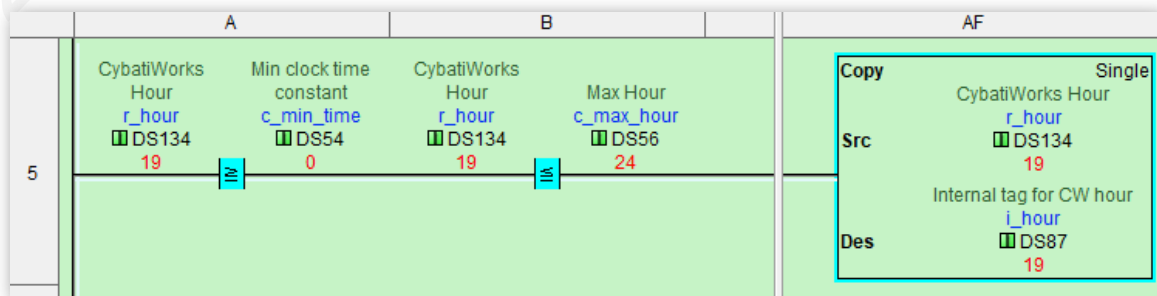 A B AF
5
CybatiWorks Hour
r_hour
DS134
19
≥
Min clock time constant
c_min_time
DS54
0
CybatiWorks Hour
r_hour
DS134
19
≤
Max Hour
c_max_hour
DS56
24
Copy Single
CybatiWorks Hour
r_hour
Src DS134
19
Internal tag for CW hour
i_hour
Des DS87
19